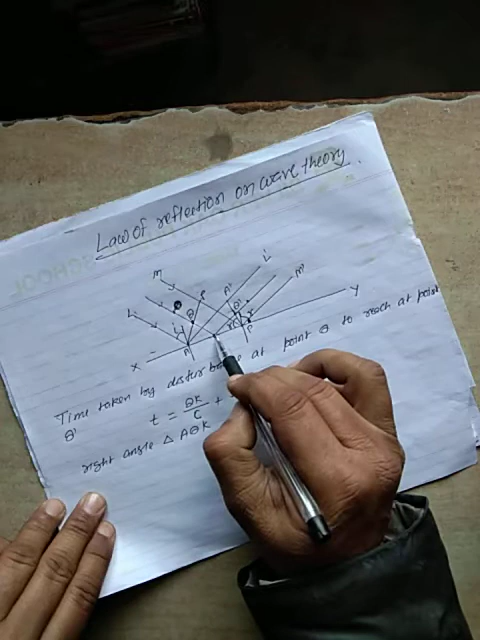 Law of reflection on wave theory.
M
L
P
A'
L'
M'
Q
Q'
i
r
A
P'
X
Y
Time taken by disturbance at point Q to reach at point
Q'
t = QK/C +
right angle △ AQK